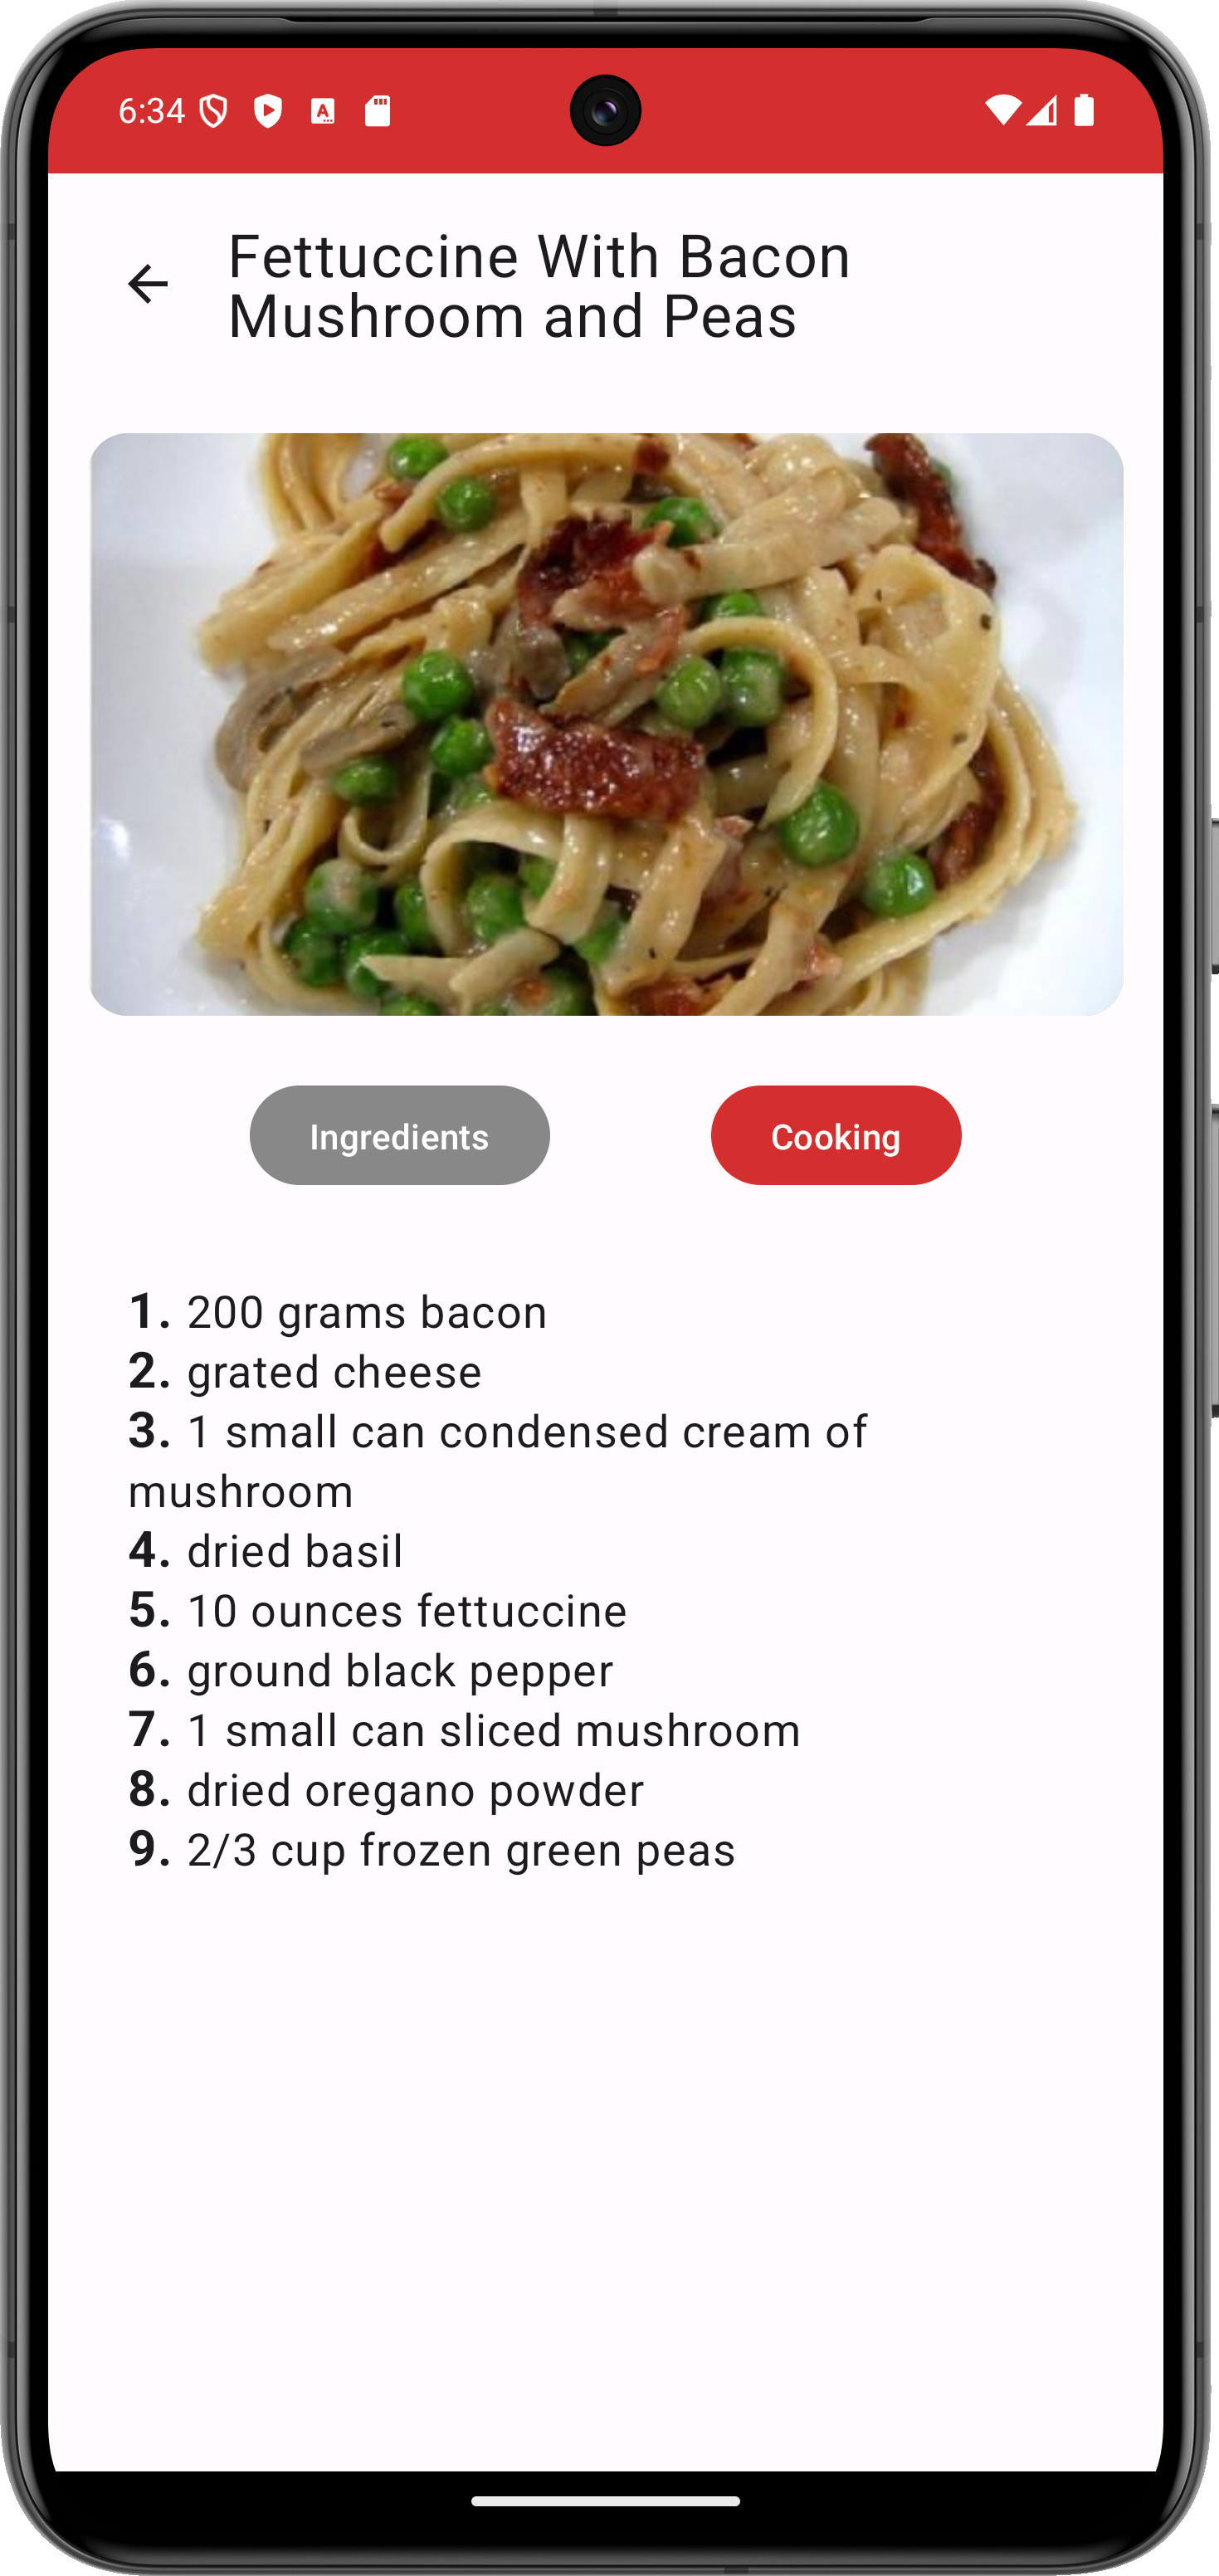 6:34
Fettuccine With Bacon
Mushroom and Peas
Ingredients
Cooking
1. 200 grams bacon
2. grated cheese
3. 1 small can condensed cream of
mushroom
4. dried basil
5. 10 ounces fettuccine
6. ground black pepper
7. 1 small can sliced mushroom
8. dried oregano powder
9. 2/3 cup frozen green peas